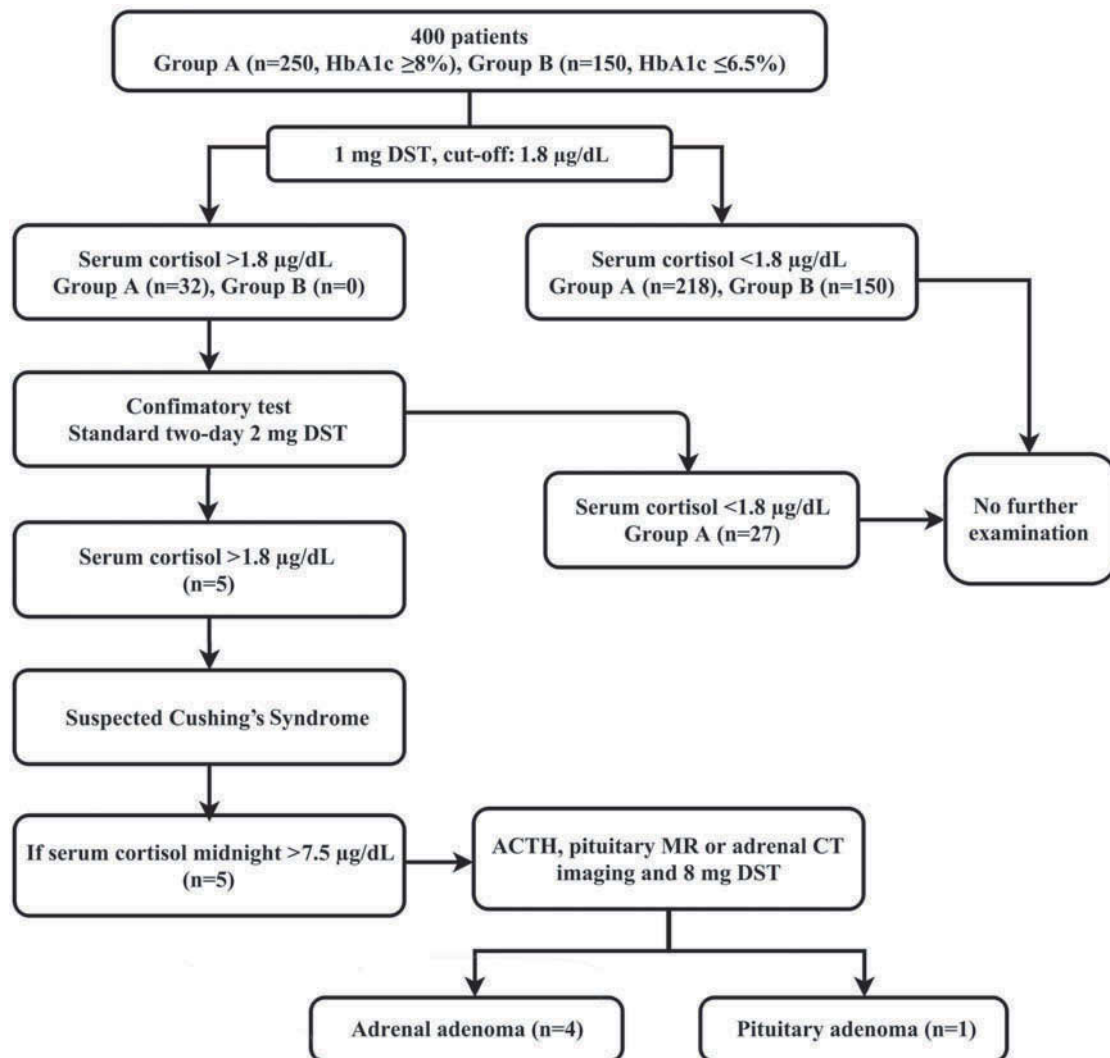 400 patients
Group A (n=250, HbA1c ≥8%), Group B (n=150, HbA1c ≤6.5%)
1 mg DST, cut-off: 1.8 μg/dL
Serum cortisol >1.8 μg/dL
Group A (n=32), Group B (n=0)
Serum cortisol <1.8 μg/dL
Group A (n=218), Group B (n=150)
Confimatory test
Standard two-day 2 mg DST
Serum cortisol <1.8 μg/dL
Group A (n=27)
No further
examination
Serum cortisol >1.8 μg/dL
(n=5)
Suspected Cushing's Syndrome
If serum cortisol midnight >7.5 μg/dL
(n=5)
ACTH, pituitary MR or adrenal CT
imaging and 8 mg DST
Adrenal adenoma (n=4)
Pituitary adenoma (n=1)